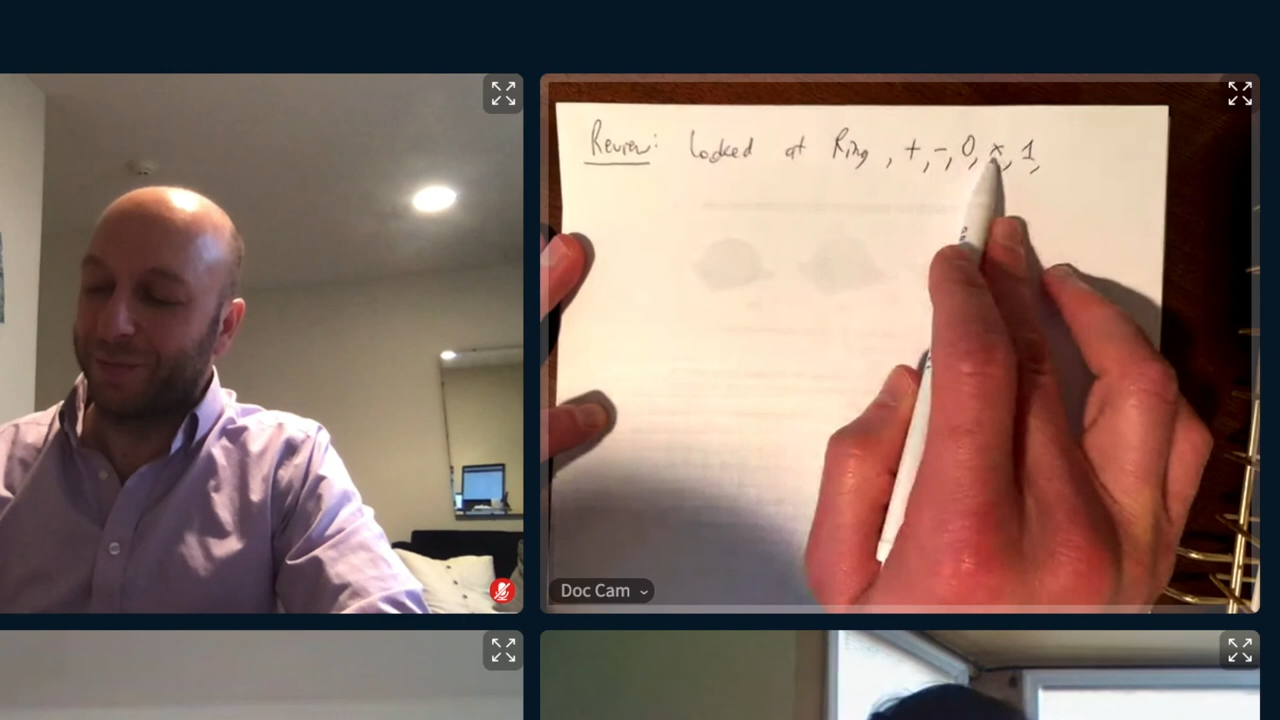 Review: Looked at Ring, +, -, 0, x, 1,
Doc Cam